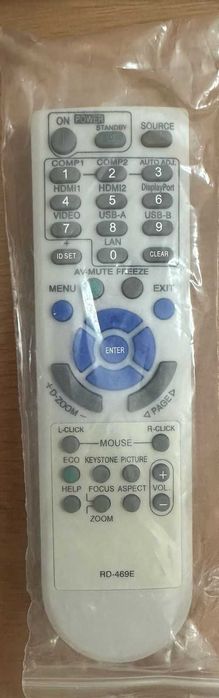 ON POWER
STANDBY SOURCE
COMP1 COMP2 AUTO ADJ.
1 2 3
HDMI1 HDMI2 DisplayPort
4 5 6
VIDEO USB-A USB-B
7 8 9
+ LAN
ID SET 0 CLEAR
AV-MUTE FREEZE
MENU EXIT
ENTER
+ D-ZOOM − ◁ PAGE ▷
L-CLICK R-CLICK
MOUSE
ECO KEYSTONE PICTURE
+
HELP FOCUS ASPECT VOL.
−
ZOOM
RD-469E